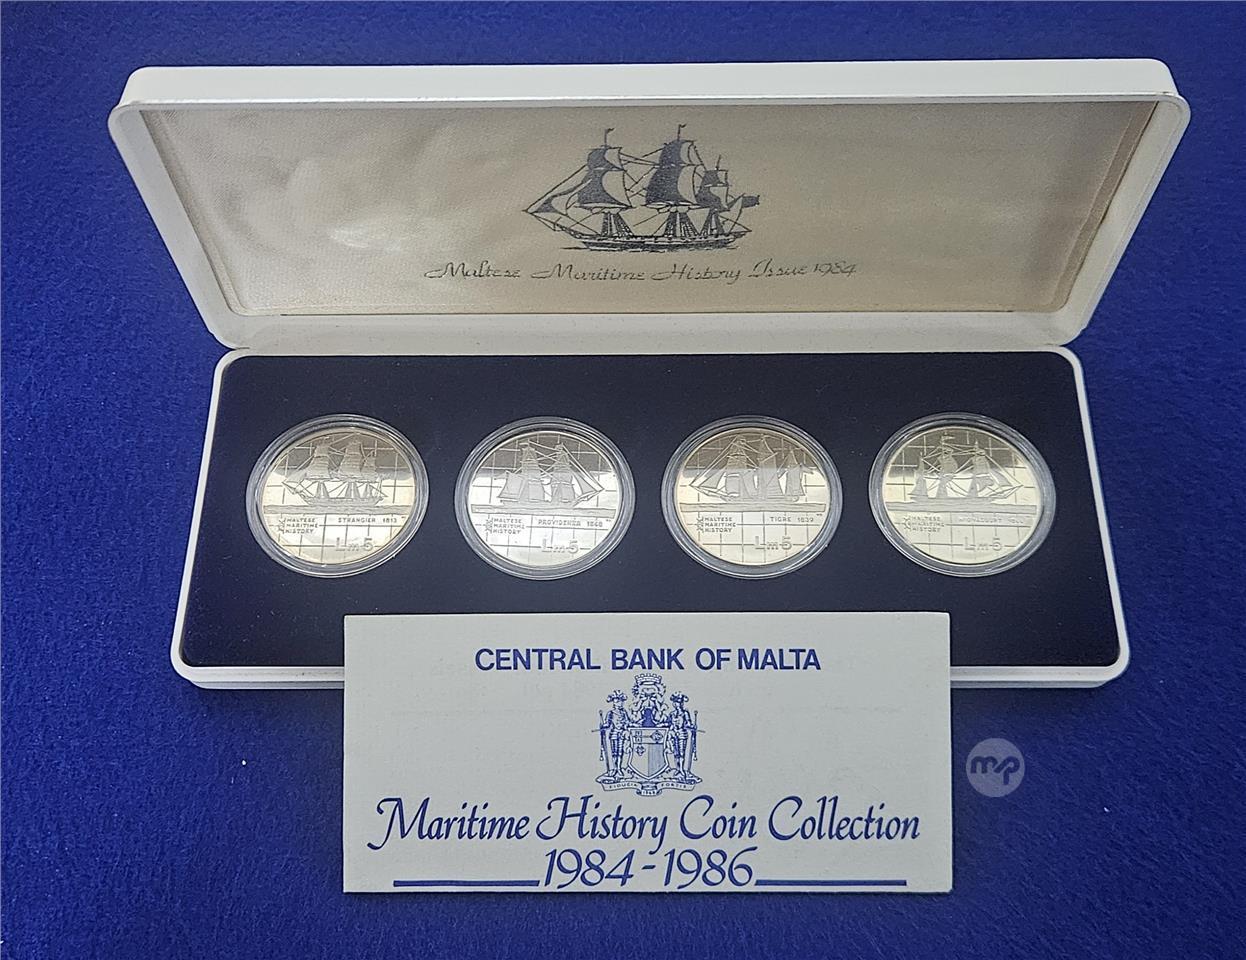 Maltese Maritime History Issue 1984
MALTESE
MARITIME
HISTORY
STRANGIER 1813
Lm5
MALTESE
MARITIME
HISTORY
PROVIDENZA 1848
Lm5
MALTESE
MARITIME
HISTORY
TIGRE 1839
Lm5
MALTESE
MARITIME
HISTORY
Lm5
CENTRAL BANK OF MALTA
Maritime History Coin Collection
1984-1986
mp